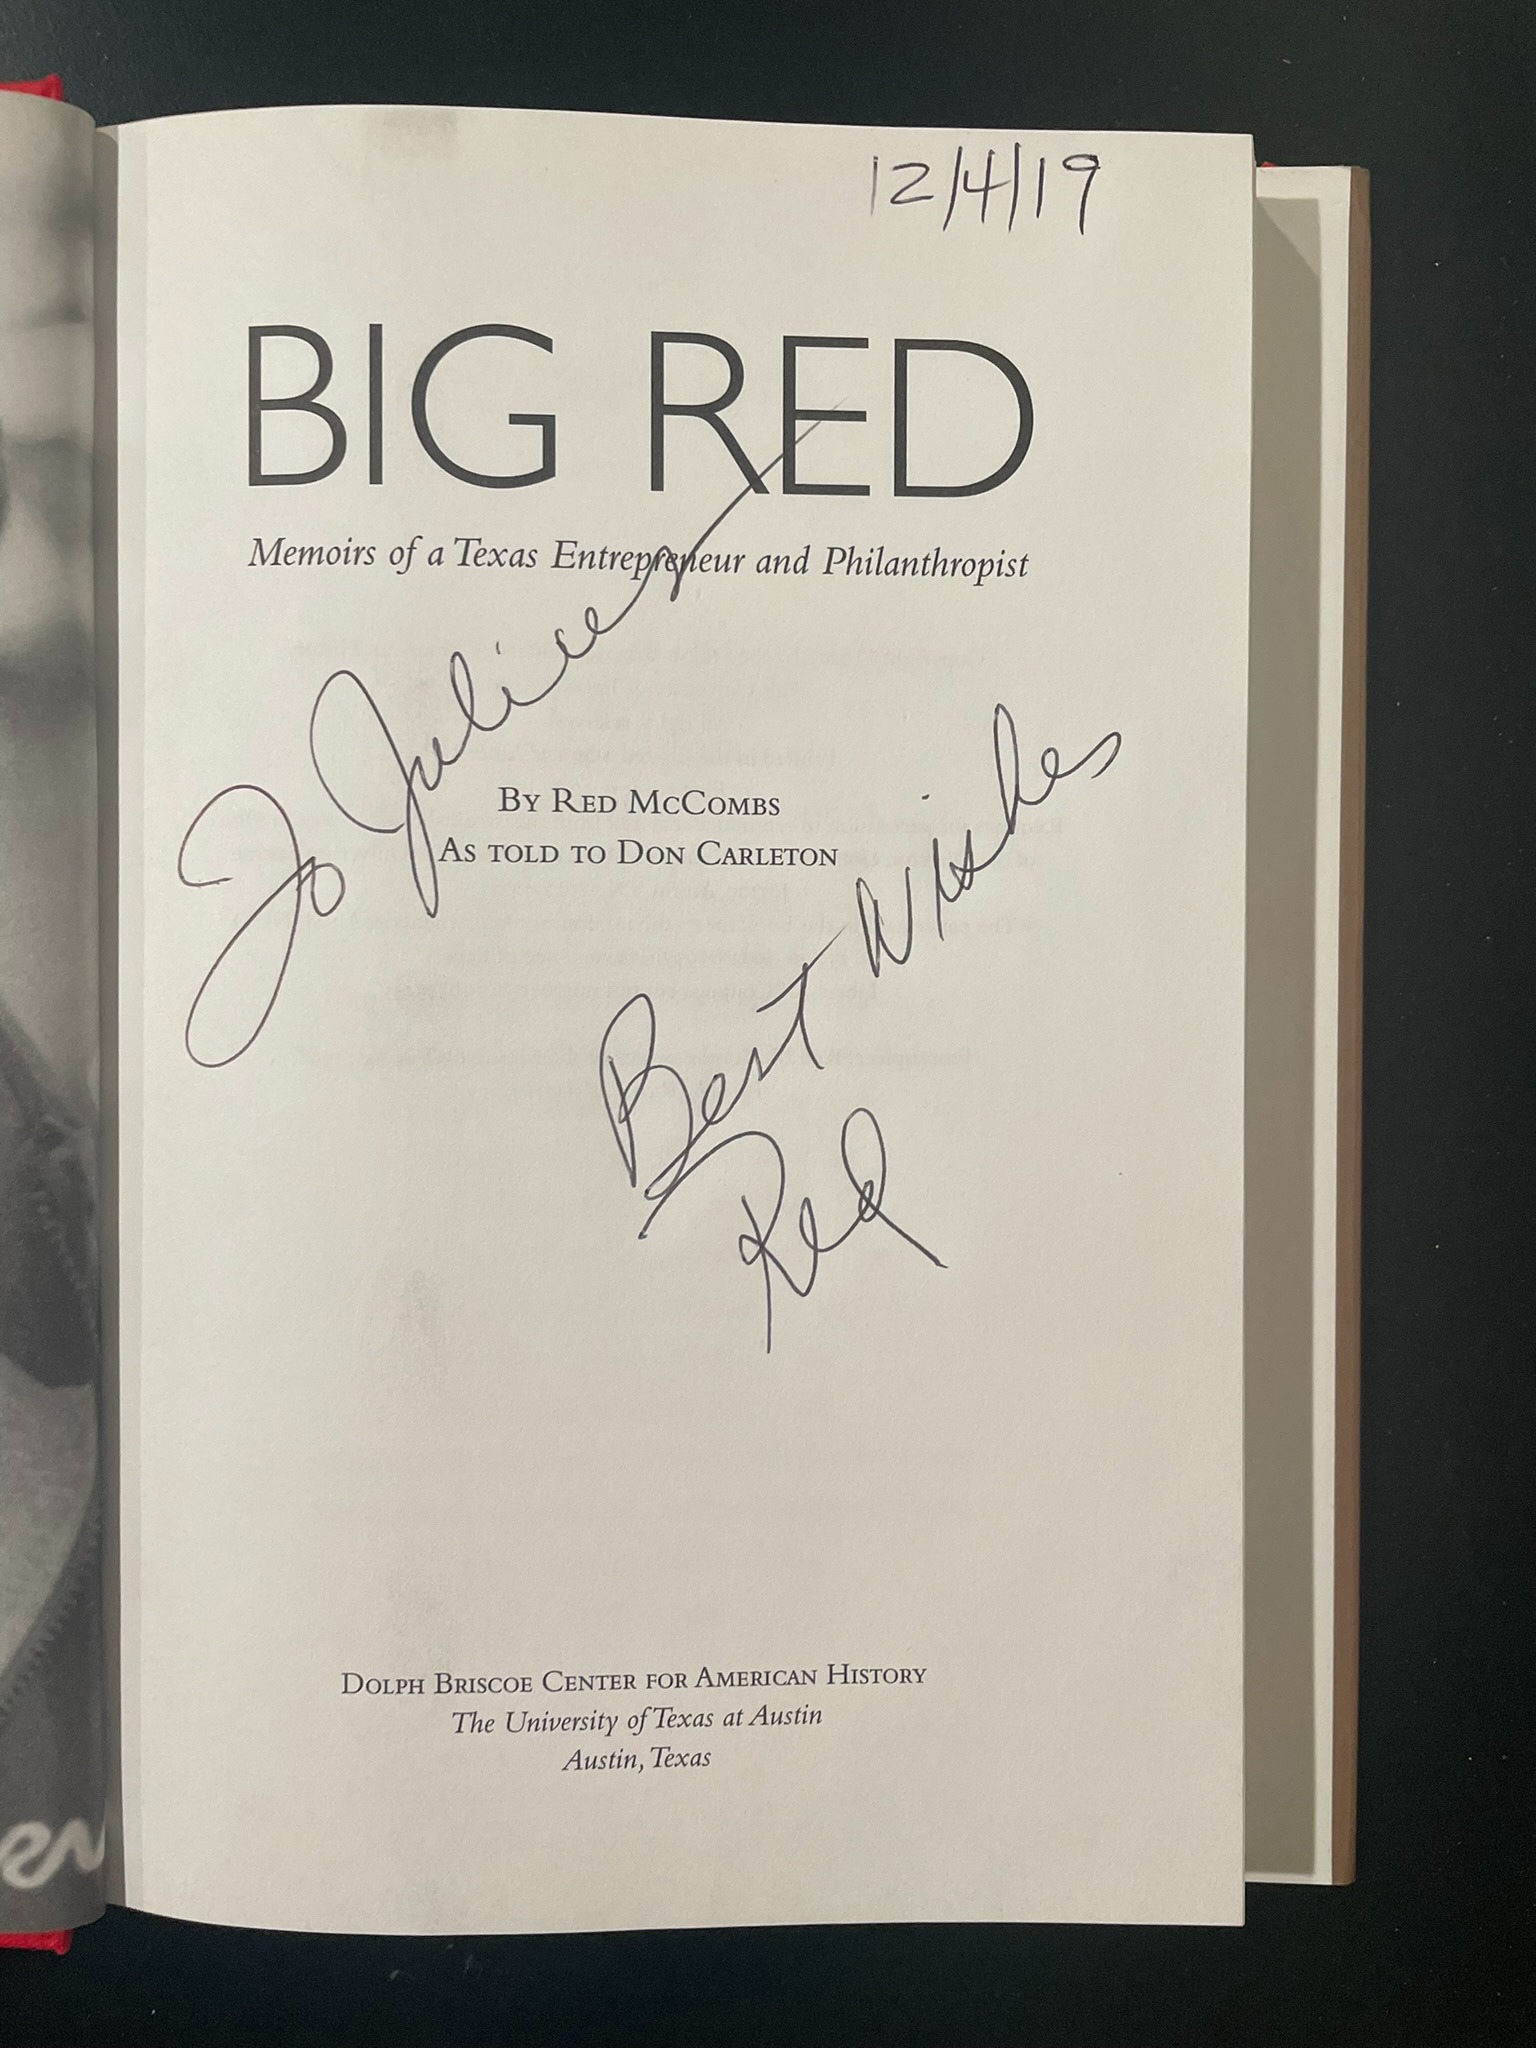 12/4/19
BIG RED
Memoirs of a Texas Entrepreneur and Philanthropist
To
By Red McCombs
As told to Don Carleton
Best Wishes
Red
Dolph Briscoe Center for American History
The University of Texas at Austin
Austin, Texas